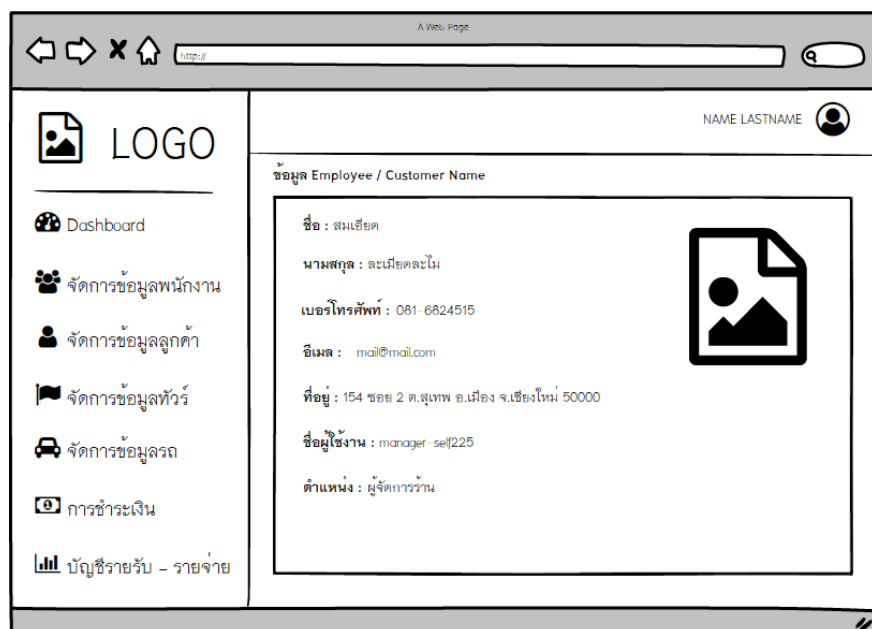 A Web Page
http://
LOGO
NAME LASTNAME
Dashboard
จัดการข้อมูลพนักงาน
จัดการข้อมูลลูกค้า
จัดการข้อมูลทัวร์
จัดการข้อมูลรถ
การชำระเงิน
บัญชีรายรับ - รายจ่าย
ข้อมูล Employee / Customer Name
ชื่อ : สมเธียต
นามสกุล : ละเมียตละไม
เบอร์โทรศัพท์ : 081-6824515
อีเมล : mail@mail.com
ที่อยู่ : 154 ซอย 2 ต.สุเทพ อ.เมือง จ.เชียงใหม่ 50000
ชื่อผู้ใช้งาน : manager-self225
ตำแหน่ง : ผู้จัดการร้าน